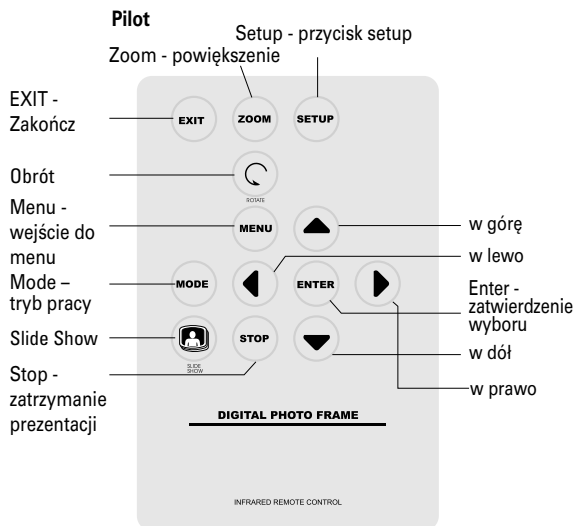 Pilot
Setup - przycisk setup
Zoom - powiększenie
EXIT -
Zakończ
EXIT
ZOOM
SETUP
Obrót
ROTATE
Menu -
wejście do
menu
MENU
w górę
w lewo
Mode –
tryb pracy
MODE
ENTER
Enter -
zatwierdzenie
wyboru
Slide Show
SLIDE
SHOW
STOP
w dół
Stop -
zatrzymanie
prezentacji
w prawo
DIGITAL PHOTO FRAME
INFRARED REMOTE CONTROL